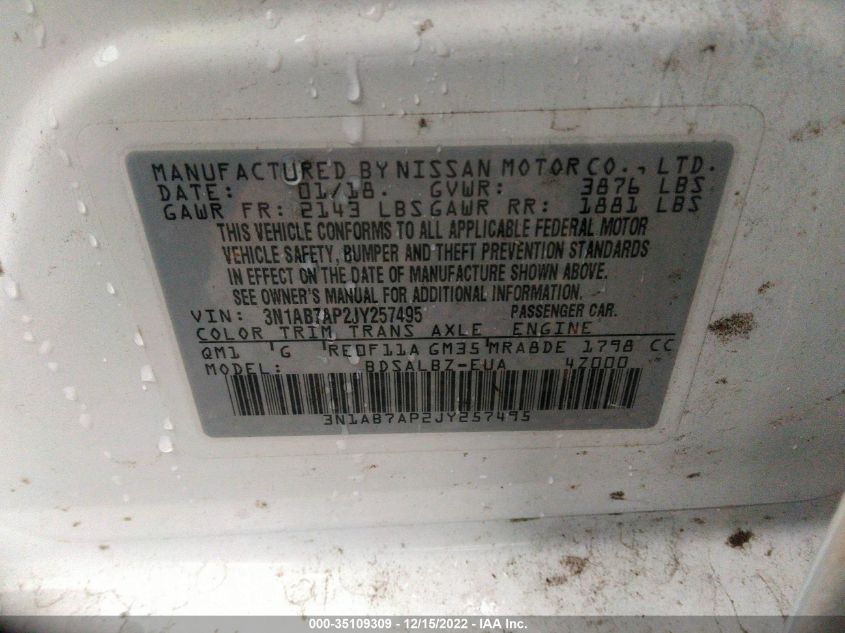 MANUFACTURED BY NISSAN MOTOR CO., LTD.
DATE: 01/18. GVWR: 3876 LBS
GAWR FR: 2143 LBS GAWR RR: 1881 LBS
THIS VEHICLE CONFORMS TO ALL APPLICABLE FEDERAL MOTOR
VEHICLE SAFETY, BUMPER AND THEFT PREVENTION STANDARDS
IN EFFECT ON THE DATE OF MANUFACTURE SHOWN ABOVE.
SEE OWNER'S MANUAL FOR ADDITIONAL INFORMATION.
VIN: 3N1AB7AP2JY257495 PASSENGER CAR.
COLOR TRIM TRANS AXLE ENGINE
QM1 G RE0F11A GM35 MRA8DE 1798 CC
MODEL: BDSALBZ-EUA 4Z000
3N1AB7AP2JY257495
000-35109309 - 12/15/2022 - IAA Inc.